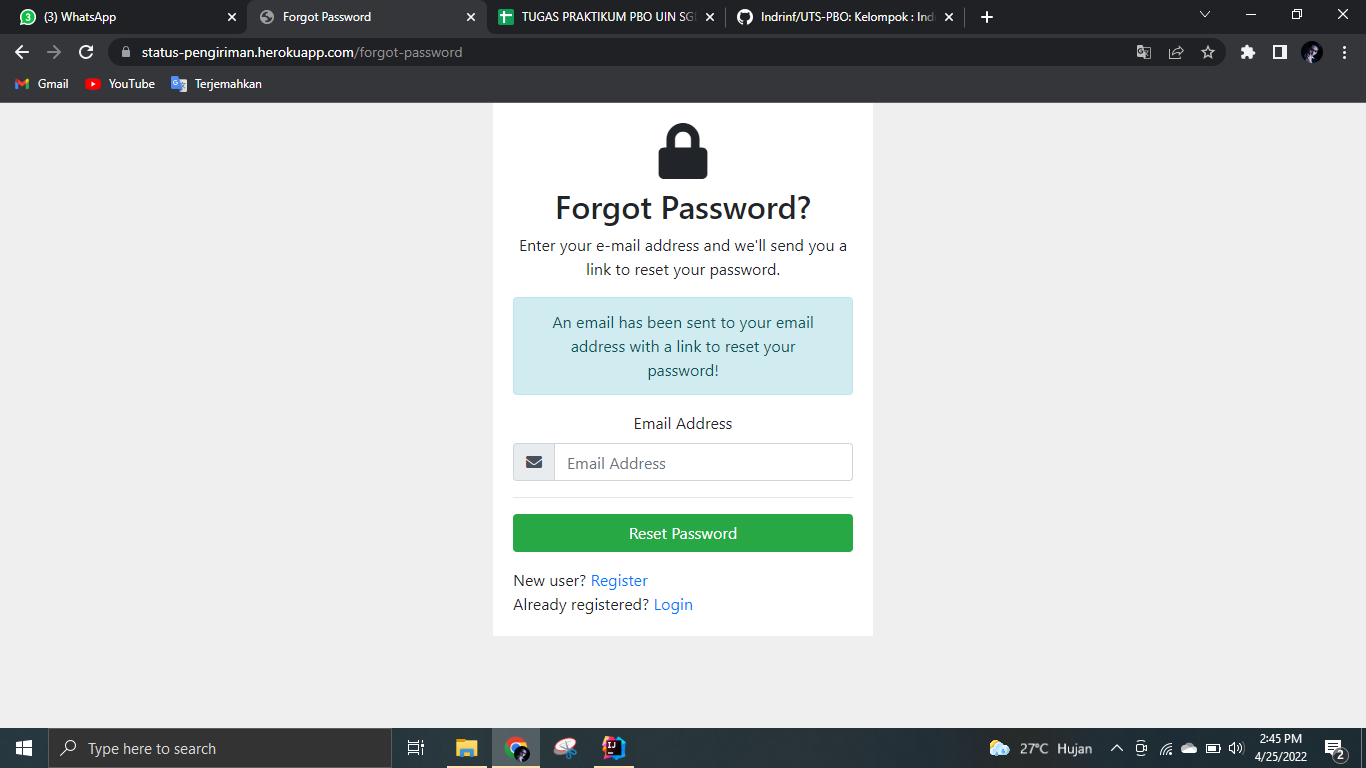 3 (3) WhatsApp
Forgot Password
TUGAS PRAKTIKUM PBO UIN SG
Indrinf/UTS-PBO: Kelompok : Ind
status-pengiriman.herokuapp.com/forgot-password
Gmail
YouTube
Terjemahkan
Forgot Password?
Enter your e-mail address and we'll send you a
link to reset your password.
An email has been sent to your email
address with a link to reset your
password!
Email Address
Email Address
Reset Password
New user? Register
Already registered? Login
Type here to search
27°C Hujan
2:45 PM
4/25/2022
2